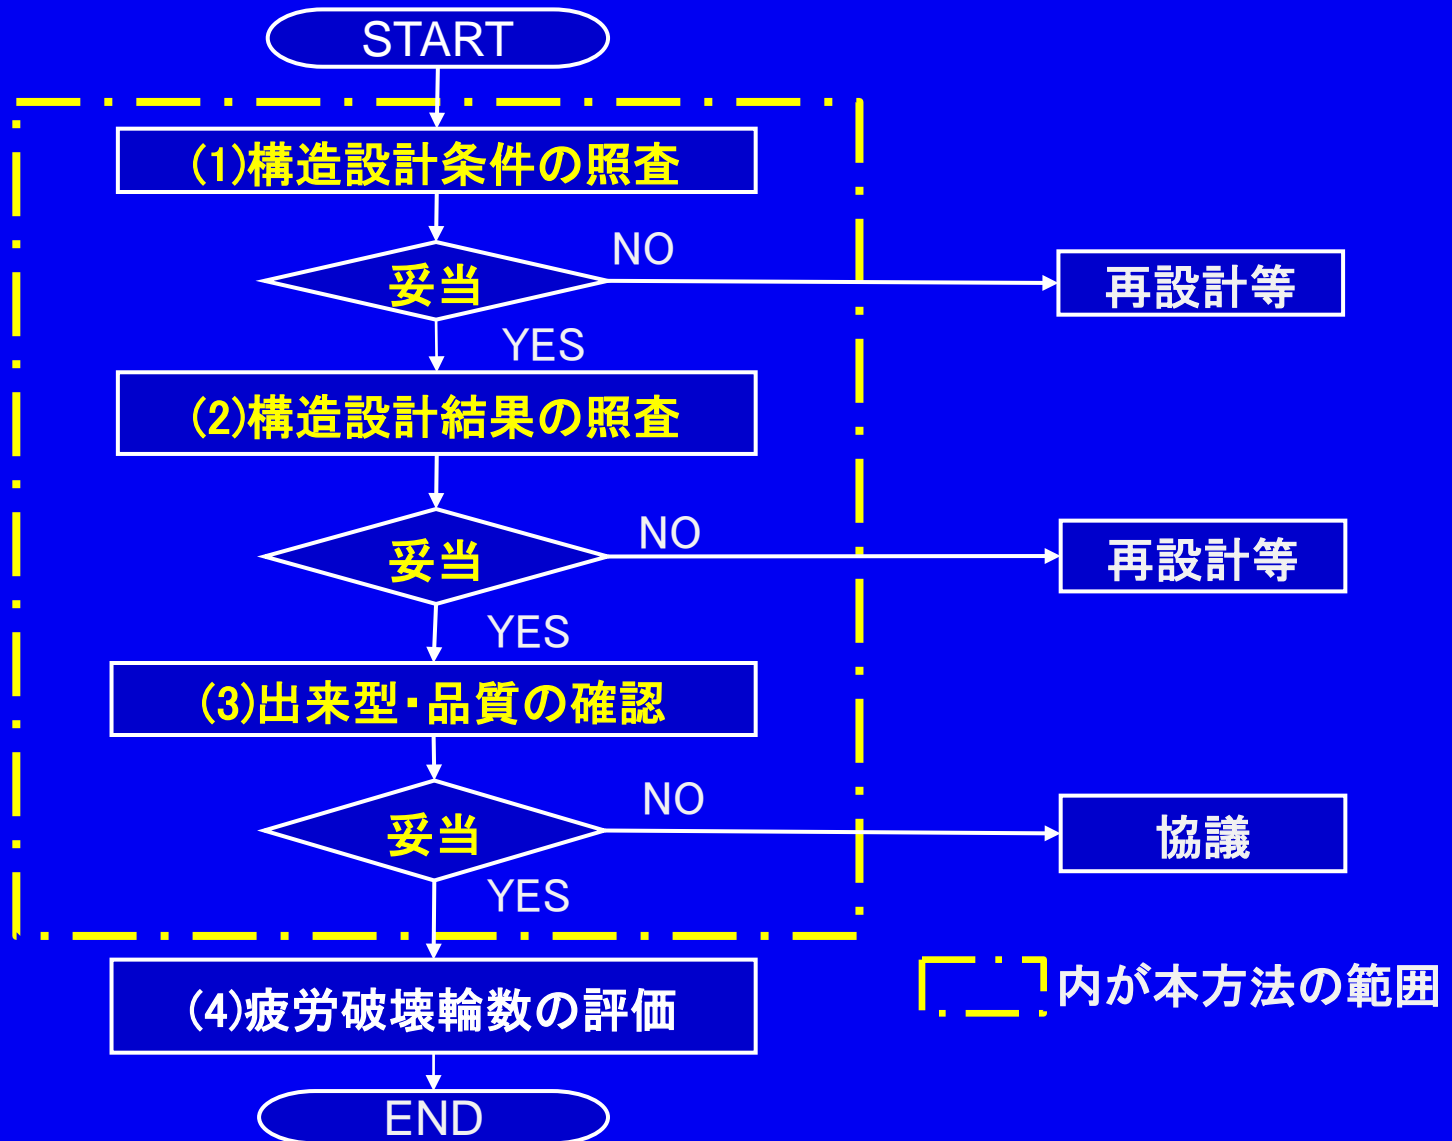 START
(1)構造設計条件の照査
妥当
NO
再設計等
YES
(2)構造設計結果の照査
妥当
NO
再設計等
YES
(3)出来型・品質の確認
妥当
NO
協議
YES
内が本方法の範囲
(4)疲労破壊輪数の評価
END